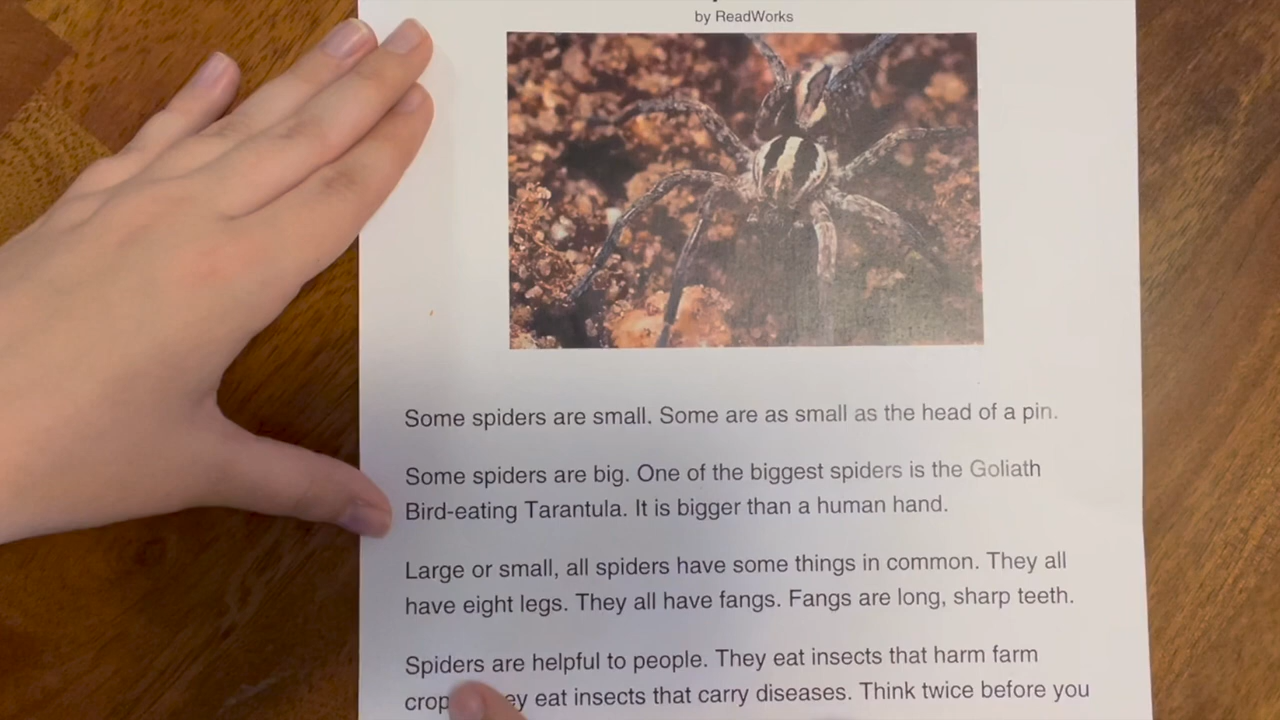 by ReadWorks
Some spiders are small. Some are as small as the head of a pin.
Some spiders are big. One of the biggest spiders is the Goliath
Bird-eating Tarantula. It is bigger than a human hand.
Large or small, all spiders have some things in common. They all
have eight legs. They all have fangs. Fangs are long, sharp teeth.
Spiders are helpful to people. They eat insects that harm farm
eat insects that carry diseases. Think twice before you